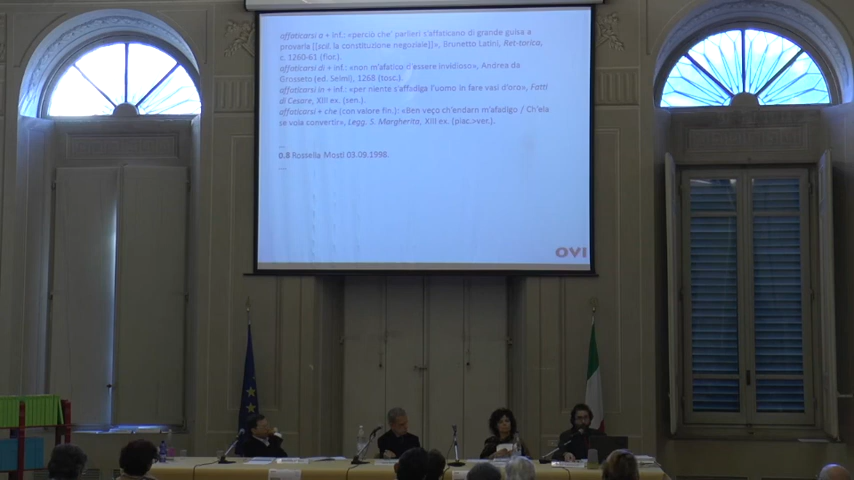 affaticarsi a + inf.: «perciò che' parlieri s'affaticano di grande guisa a
provarla [[scil. la constituzione negoziale]]», Brunetto Latini, Rettorica,
c. 1260-61 (fior.).
affaticarsi di + inf.: «non m'afatico d'essere invidioso», Andrea da
Grosseto (ed. Selmi), 1268 (tosc.).
affaticarsi in + inf.: «per niente s'affadiga l'uomo in fare vasi d'oro», Fatti
di Cesare, XIII ex. (sen.).
affaticarsi + che (con valore fin.): «Ben veço ch'endarn m'afadigo / Ch'ela
se voia convertir», Legg. S. Margherita, XIII ex. (piac.>ver.).
...
0.8 Rossella Mosti 03.09.1998.
...
OVI